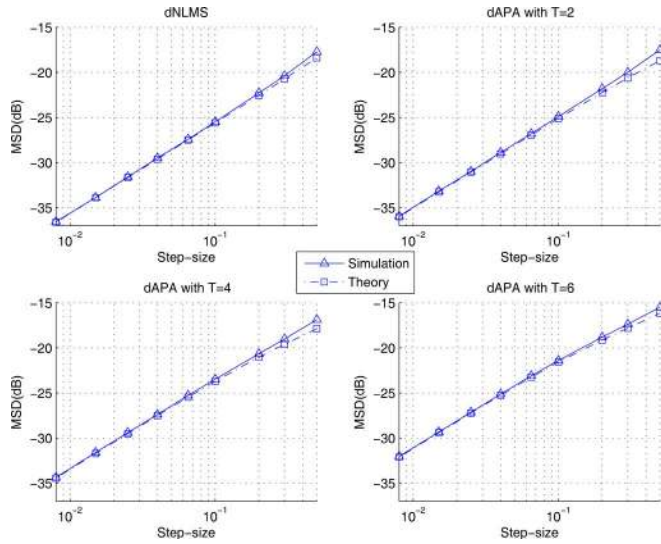 dNLMS
MSD(dB)
−15
−20
−25
−30
−35
10⁻² 10⁻¹
Step−size
dAPA with T=2
MSD(dB)
−15
−20
−25
−30
−35
10⁻² 10⁻¹
Step−size
Simulation
Theory
dAPA with T=4
MSD(dB)
−15
−20
−25
−30
−35
10⁻² 10⁻¹
Step−size
dAPA with T=6
MSD(dB)
−15
−20
−25
−30
−35
10⁻² 10⁻¹
Step−size